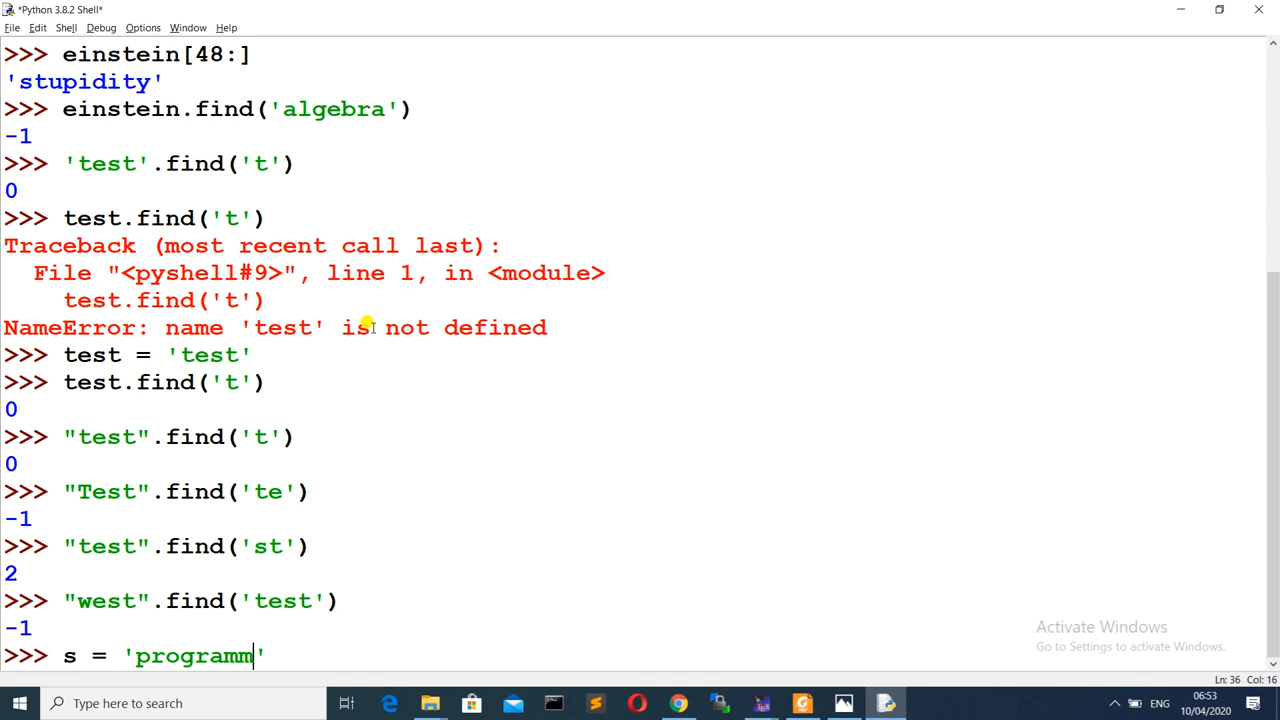 *Python 3.8.2 Shell*
File Edit Shell Debug Options Window Help
>>> einstein[48:]
'stupidity'
>>> einstein.find('algebra')
-1
>>> 'test'.find('t')
0
>>> test.find('t')
Traceback (most recent call last):
  File "<pyshell#9>", line 1, in <module>
    test.find('t')
NameError: name 'test' is not defined
>>> test = 'test'
>>> test.find('t')
0
>>> "test".find('t')
0
>>> "Test".find('te')
-1
>>> "test".find('st')
2
>>> "west".find('test')
-1
>>> s = 'programm'
Activate Windows
Go to Settings to activate Windows.
Ln: 36 Col: 16
Type here to search
ENG
06:53
10/04/2020